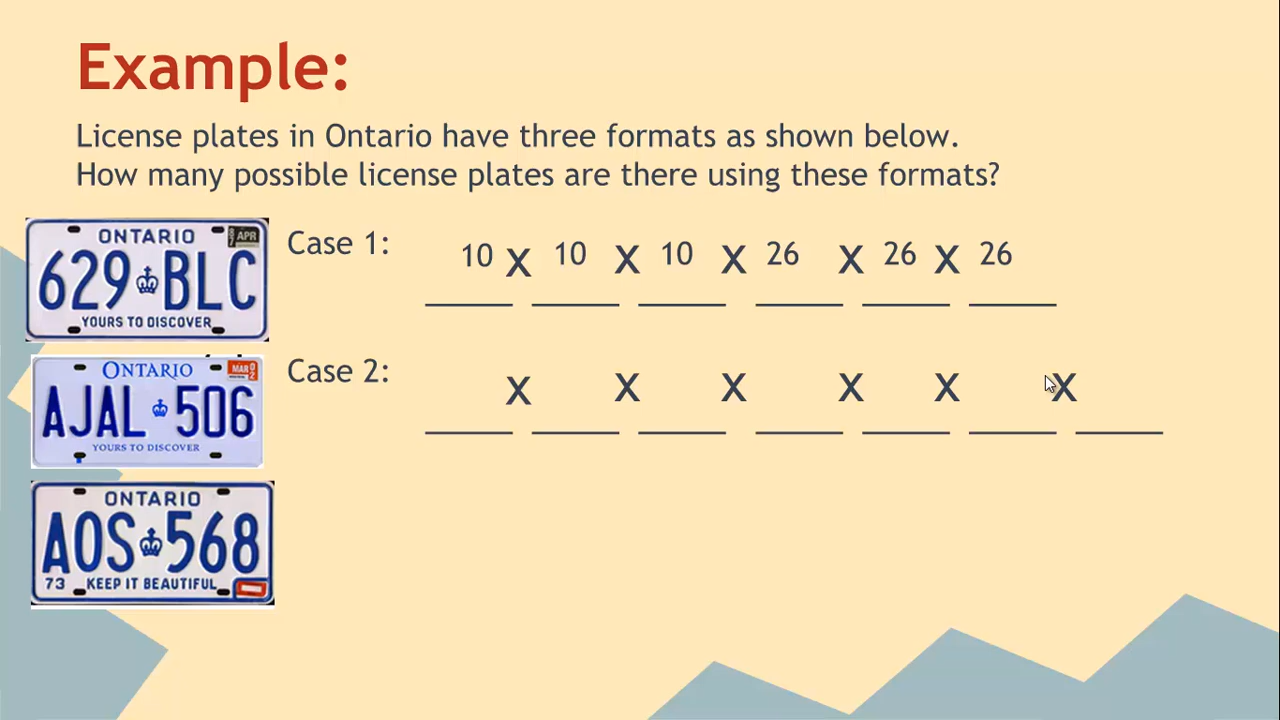 Example:
License plates in Ontario have three formats as shown below.
How many possible license plates are there using these formats?
ONTARIO
APR
629 BLC
YOURS TO DISCOVER
Case 1:
10 x 10 x 10 x 26 x 26 x 26
ONTARIO
MAR
AJAL 506
YOURS TO DISCOVER
Case 2:
x x x x x x
ONTARIO
AOS 568
73 KEEP IT BEAUTIFUL